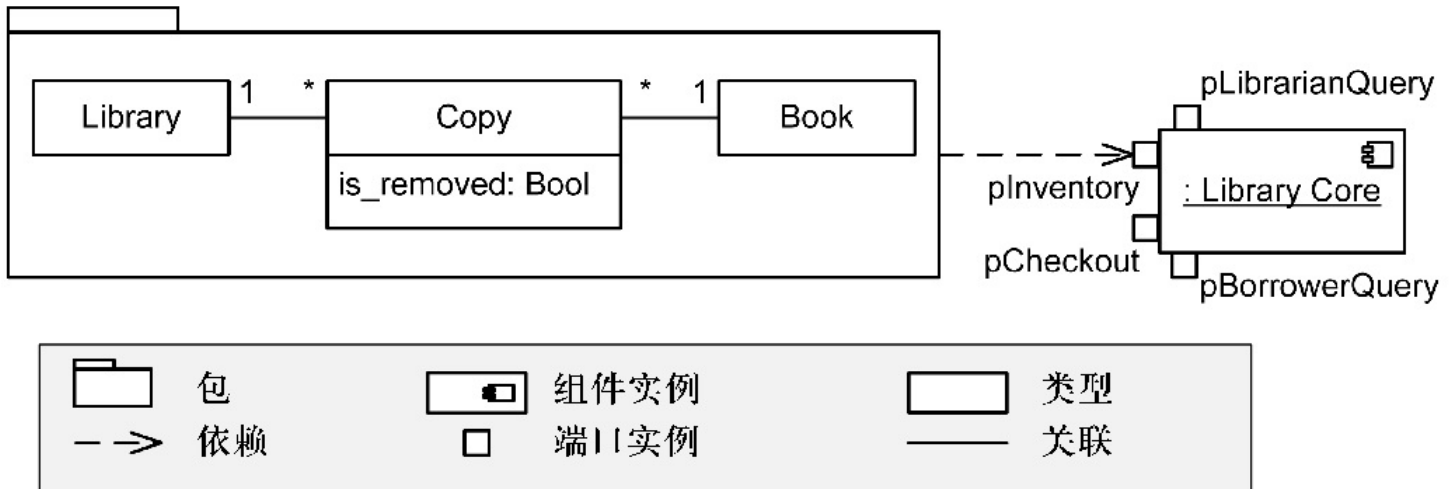 Library
1
*
Copy
is_removed: Bool
*
1
Book
pLibrarianQuery
pInventory
: Library Core
pCheckout
pBorrowerQuery
包
组件实例
类型
依赖
端口实例
关联